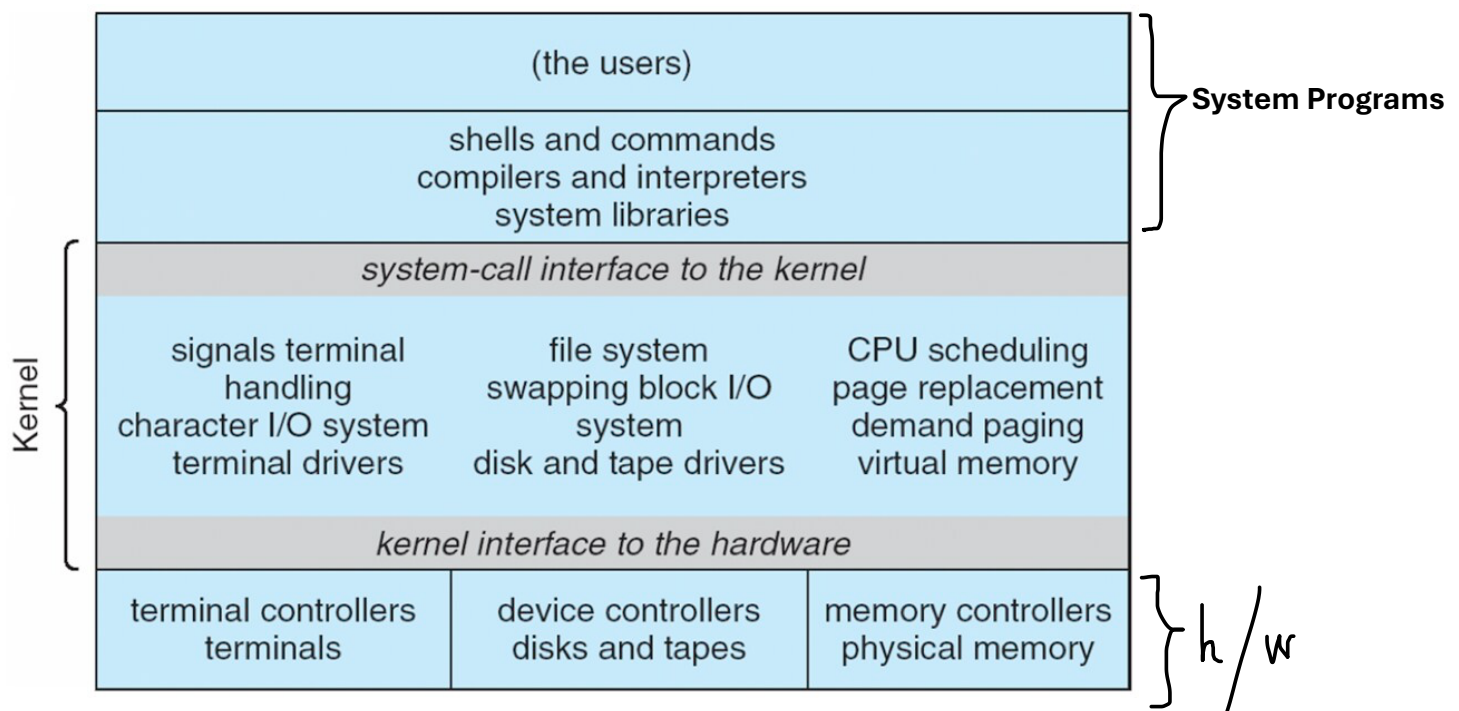 (the users)
System Programs
shells and commands
compilers and interpreters
system libraries
Kernel
system-call interface to the kernel
signals terminal
handling
character I/O system
terminal drivers
file system
swapping block I/O
system
disk and tape drivers
CPU scheduling
page replacement
demand paging
virtual memory
kernel interface to the hardware
terminal controllers
terminals
device controllers
disks and tapes
memory controllers
physical memory
h/w